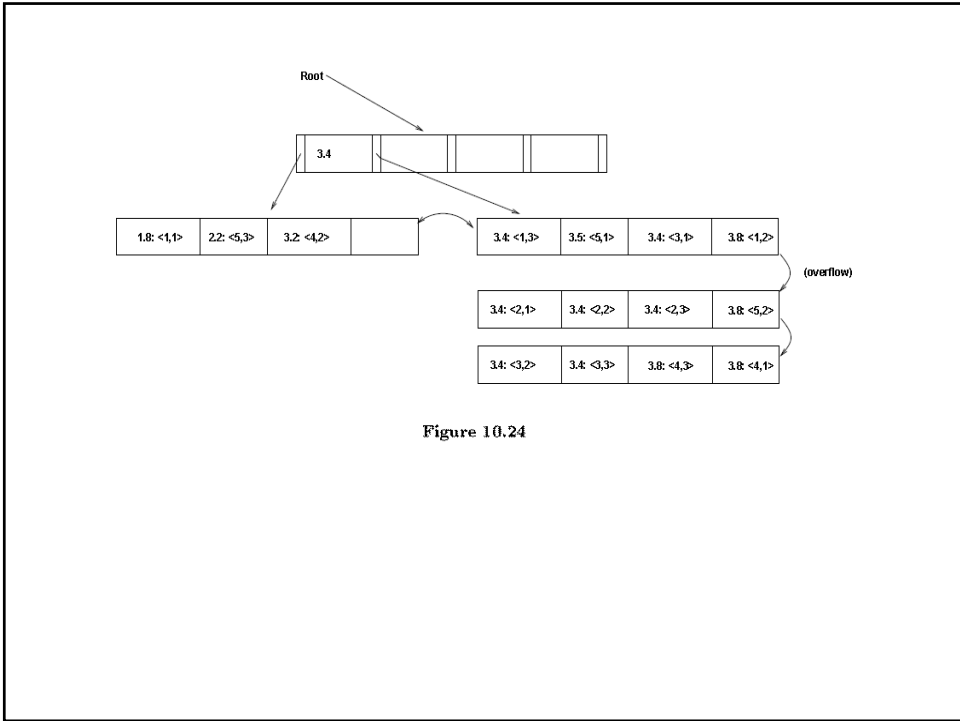 Root
3.4
1.8: <1,1> 2.2: <5,3> 3.2: <4,2> 3.4: <1,3> 3.5: <5,1> 3.4: <3,1> 3.8: <1,2>
(overflow)
3.4: <2,1> 3.4: <2,2> 3.4: <2,3> 3.8: <5,2>
3.4: <3,2> 3.4: <3,3> 3.8: <4,3> 3.8: <4,1>
Figure 10.24